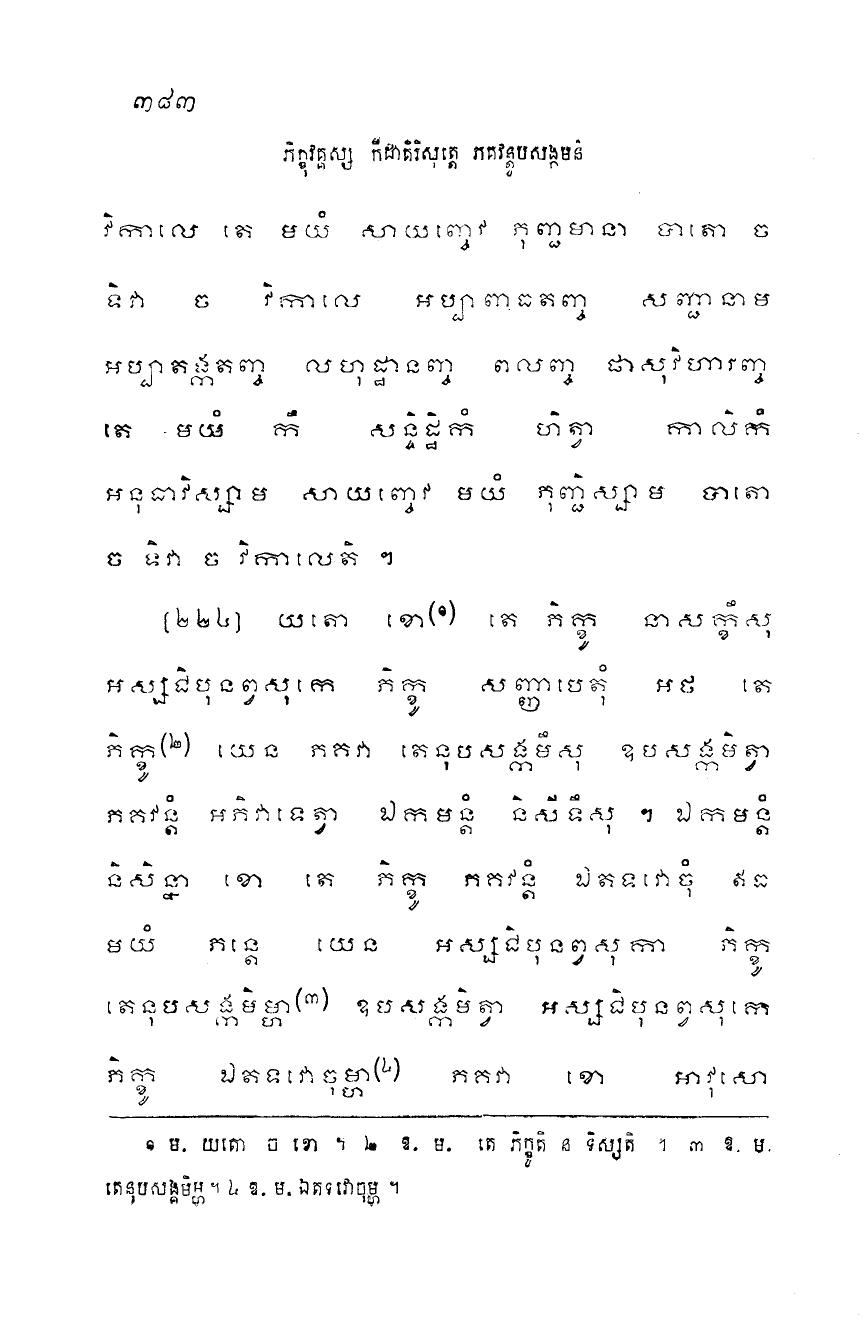 ៣៨៣
ភិក្ខុវគ្គស្ស កីដាគិរិសុត្តេ ភគវន្តូបសង្កមនំ
វិកាលេ តេ មយំ សាយញ្ចេវ ភុញ្ជមានា បាតោ ច
ទិវា ច វិកាលេ អប្បាពាធតញ្ច សញ្ជានាម
អប្បាតង្កតញ្ច លហុដ្ឋានញ្ច ពលញ្ច ផាសុវិហារញ្ច
តេ មយំ កឹ សន្ទិដ្ឋិកំ ហិត្វា កាលិកំ
អនុធាវិស្សាម សាយញ្ចេវ មយំ ភុញ្ជិស្សាម បាតោ
ច ទិវា ច វិកាលេតិ ។
[២២៤] យតោ ខោ(១) តេ ភិក្ខូ នាសក្ខឹសុ
អស្សជិបុនព្វសុកេ ភិក្ខូ សញ្ញាបេតុំ អថ តេ
ភិក្ខូ(២) យេន ភគវា តេនុបសង្កមឹសុ ឧបសង្កមិត្វា
ភគវន្តំ អភិវាទេត្វា ឯកមន្តំ និសីទឹសុ ។ ឯកមន្តំ
និសិន្នា ខោ តេ ភិក្ខូ ភគវន្តំ ឯតទវោចុំ ឥធ
មយំ ភន្តេ យេន អស្សជិបុនព្វសុកា ភិក្ខូ
តេនុបសង្កមិម្ហា(៣) ឧបសង្កមិត្វា អស្សជិបុនព្វសុកេ
ភិក្ខូ ឯតទវោចុម្ហា(៤) ភគវា ខោ អាវុសោ
១ ម. យតោ ច ខោ ។ ២ ឱ. ម. តេ ភិក្ខូតិ ន ទិស្សតិ ។ ៣ ឱ. ម.
តេនុបសង្កមិម្ហ ។ ៤ ឱ. ម. ឯតទវោចុម្ហ ។